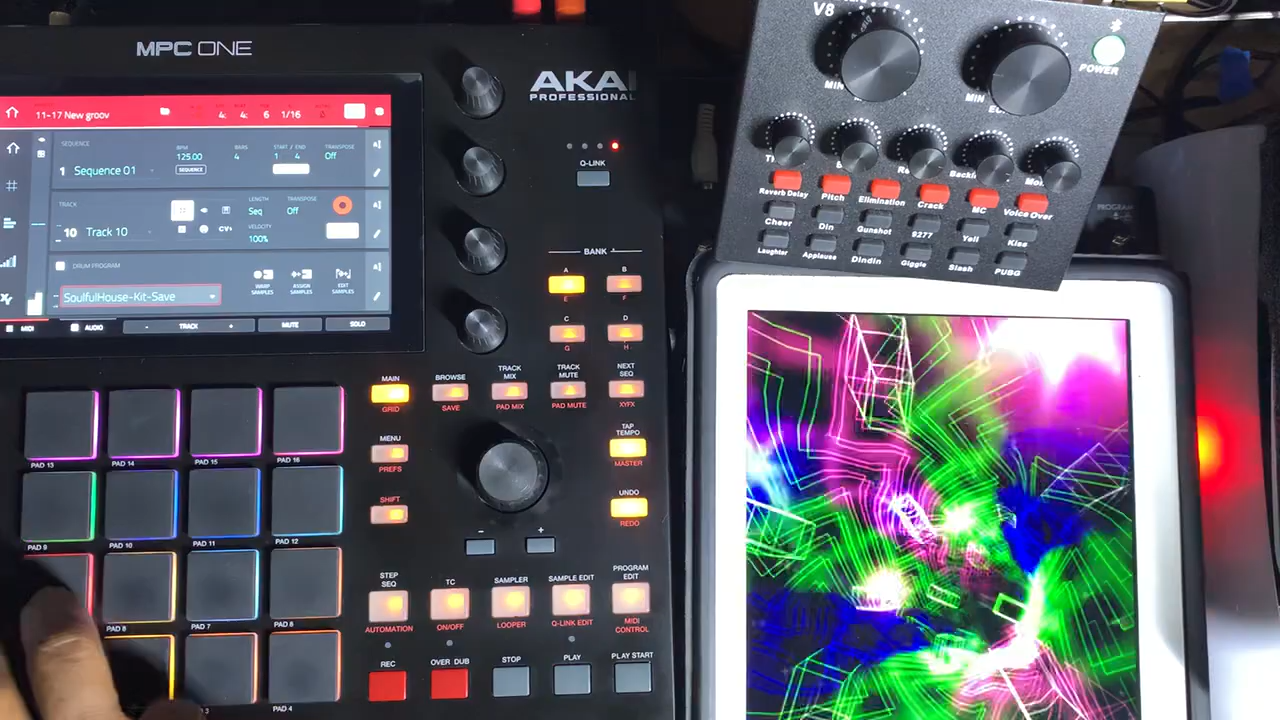 MPC ONE
AKAI
PROFESSIONAL
11-17 New groov
4:
4:
6
1/16
SEQUENCE
1 Sequence 01
BPM
125.00
SEQUENCE
BARS
4
START / END
1 4
TRANSPOSE
Off
TRACK
10 Track 10
CV+
LENGTH
Seq
VELOCITY
100%
TRANSPOSE
Off
DRUM PROGRAM
SoulfulHouse-Kit-Save
WARP SAMPLES
ASSIGN SAMPLES
EDIT SAMPLES
MIDI
AUDIO
- TRACK +
MUTE
SOLO
Q-LINK
BANK
A
E
B
F
C
G
D
H
MAIN
GRID
BROWSE
SAVE
TRACK MIX
PAD MIX
TRACK MUTE
PAD MUTE
NEXT SEQ
XYFX
MENU
PREFS
TAP TEMPO
MASTER
SHIFT
UNDO
REDO
-
+
STEP SEQ
AUTOMATION
TC
ON/OFF
SAMPLER
LOOPER
SAMPLE EDIT
Q-LINK EDIT
PROGRAM EDIT
MIDI CONTROL
REC
OVER DUB
STOP
PLAY
PLAY START
PAD 13
PAD 14
PAD 15
PAD 16
PAD 9
PAD 10
PAD 11
PAD 12
PAD 6
PAD 7
PAD 8
PAD 4
V8
MIN
MIN
POWER
Reverb Delay
Pitch
Elimination
Crack
MC
Voice Over
Cheer
Din
Gunshot
9277
Yell
Kiss
Laughter
Applause
Dindin
Giggle
Slash
PUBG